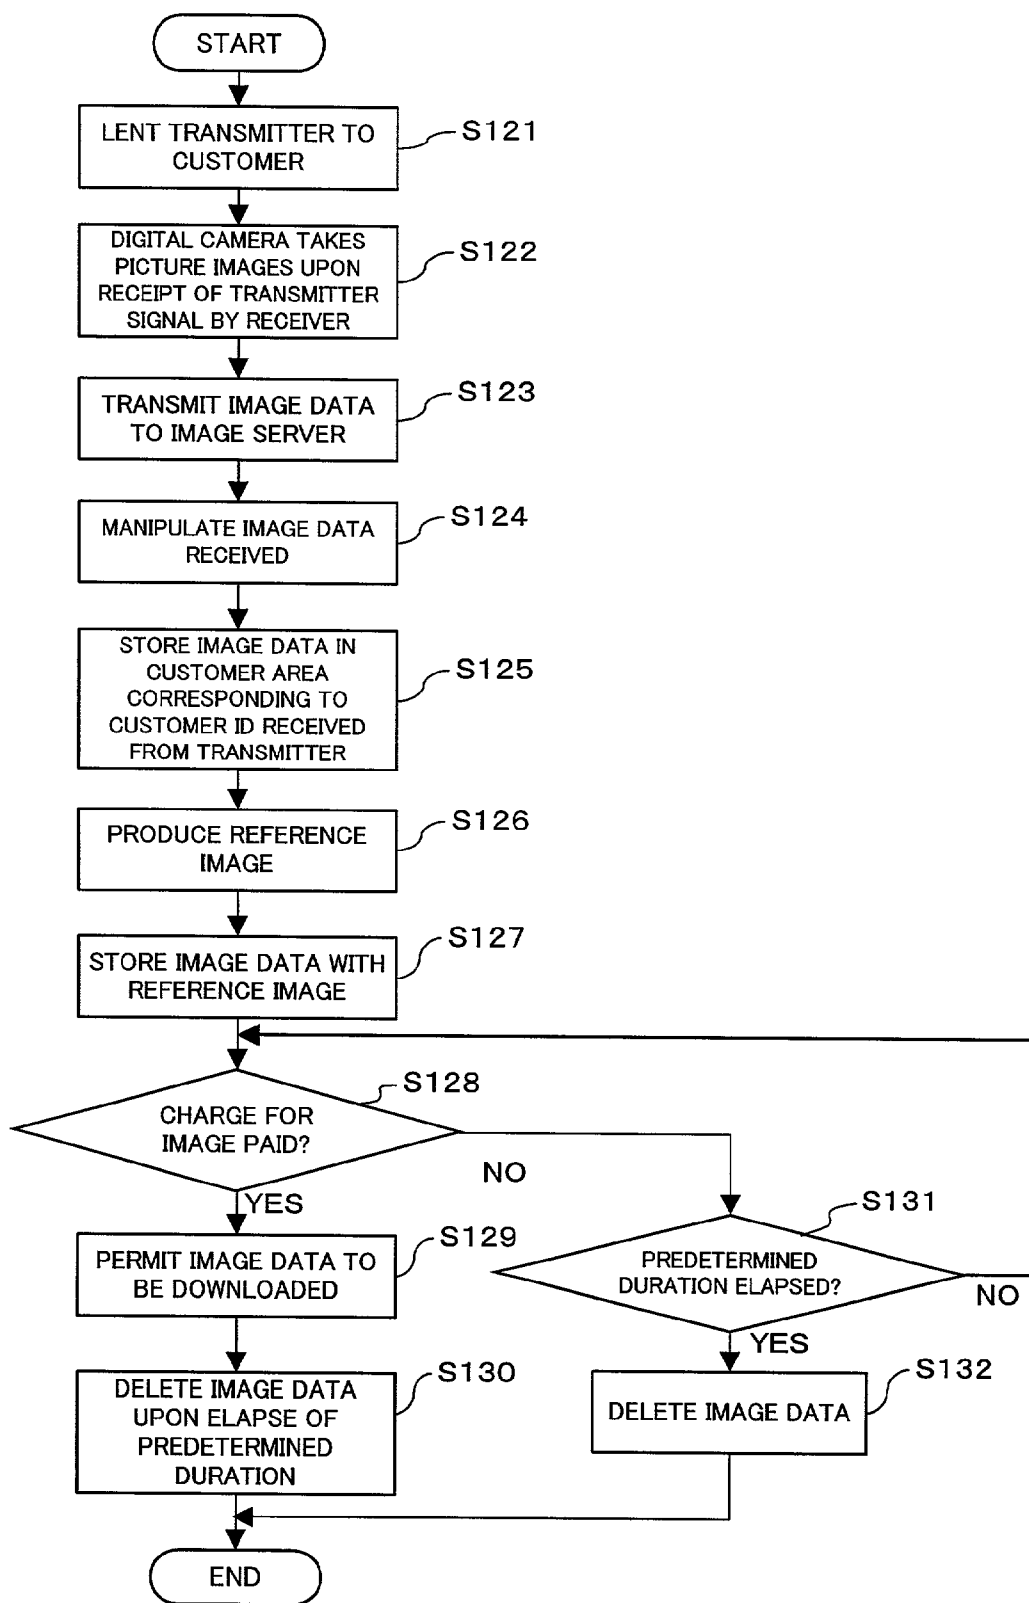 START
LENT TRANSMITTER TO
CUSTOMER
S121
DIGITAL CAMERA TAKES
PICTURE IMAGES UPON
RECEIPT OF TRANSMITTER
SIGNAL BY RECEIVER
S122
TRANSMIT IMAGE DATA
TO IMAGE SERVER
S123
MANIPULATE IMAGE DATA
RECEIVED
S124
STORE IMAGE DATA IN
CUSTOMER AREA
CORRESPONDING TO
CUSTOMER ID RECEIVED
FROM TRANSMITTER
S125
PRODUCE REFERENCE
IMAGE
S126
STORE IMAGE DATA WITH
REFERENCE IMAGE
S127
CHARGE FOR
IMAGE PAID?
S128
NO
YES
PERMIT IMAGE DATA TO
BE DOWNLOADED
S129
DELETE IMAGE DATA
UPON ELAPSE OF
PREDETERMINED
DURATION
S130
PREDETERMINED
DURATION ELAPSED?
S131
NO
YES
DELETE IMAGE DATA
S132
END